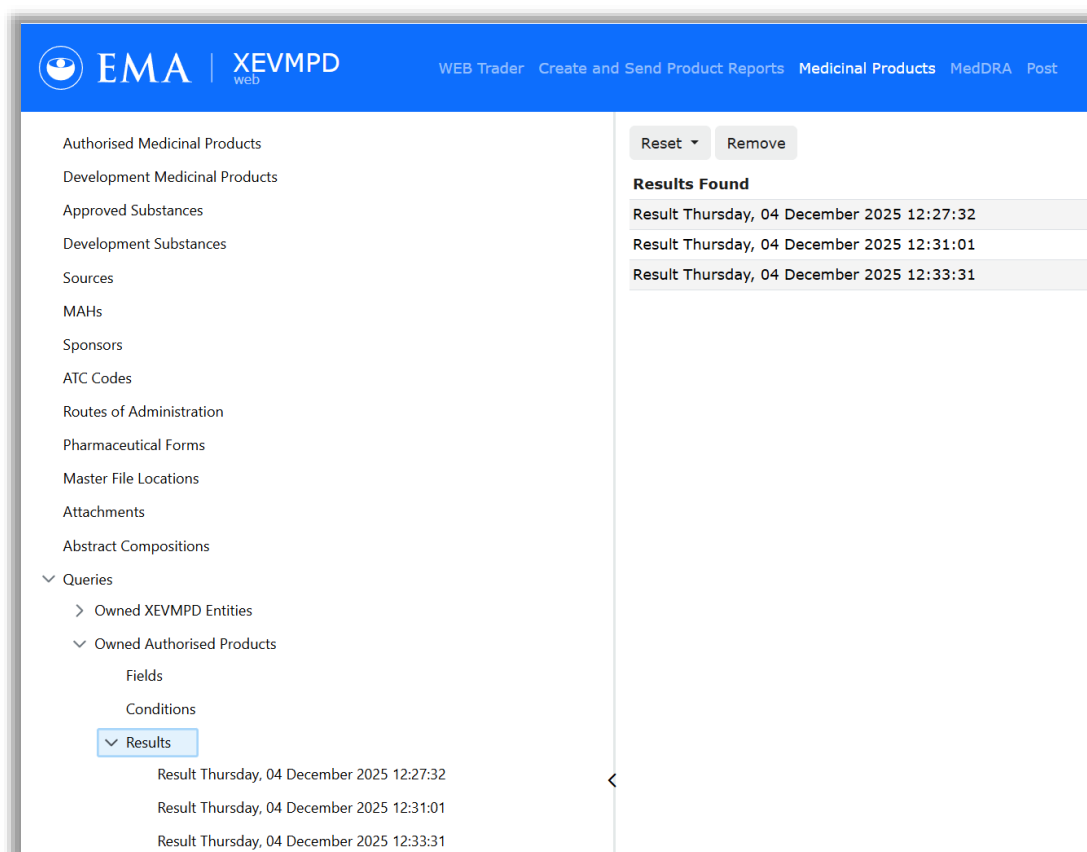 EMA | XEVMPD
web
WEB Trader Create and Send Product Reports Medicinal Products MedDRA Post
Authorised Medicinal Products
Development Medicinal Products
Approved Substances
Development Substances
Sources
MAHs
Sponsors
ATC Codes
Routes of Administration
Pharmaceutical Forms
Master File Locations
Attachments
Abstract Compositions
Queries
Owned XEVMPD Entities
Owned Authorised Products
Fields
Conditions
Results
Result Thursday, 04 December 2025 12:27:32
Result Thursday, 04 December 2025 12:31:01
Result Thursday, 04 December 2025 12:33:31
Reset Remove
Results Found
Result Thursday, 04 December 2025 12:27:32
Result Thursday, 04 December 2025 12:31:01
Result Thursday, 04 December 2025 12:33:31